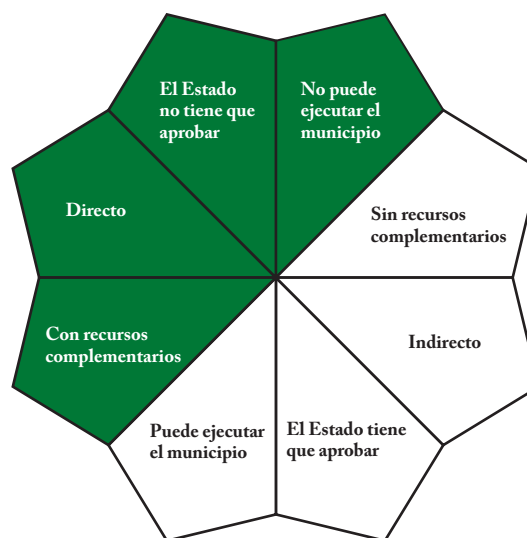 El Estado
no tiene que
aprobar
No puede
ejecutar el
municipio
Directo
Sin recursos
complementarios
Con recursos
complementarios
Indirecto
Puede ejecutar
el municipio
El Estado tiene
que aprobar